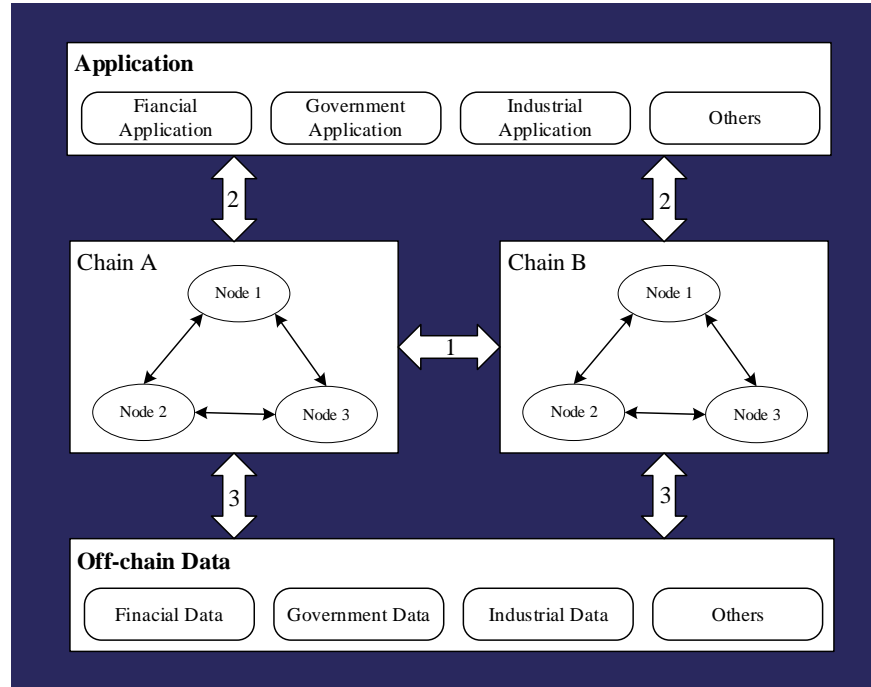 Application
Fiancial
Application
Government
Application
Industrial
Application
Others
2
2
Chain A
Node 1
Node 2
Node 3
1
Chain B
Node 1
Node 2
Node 3
3
3
Off-chain Data
Finacial Data
Government Data
Industrial Data
Others